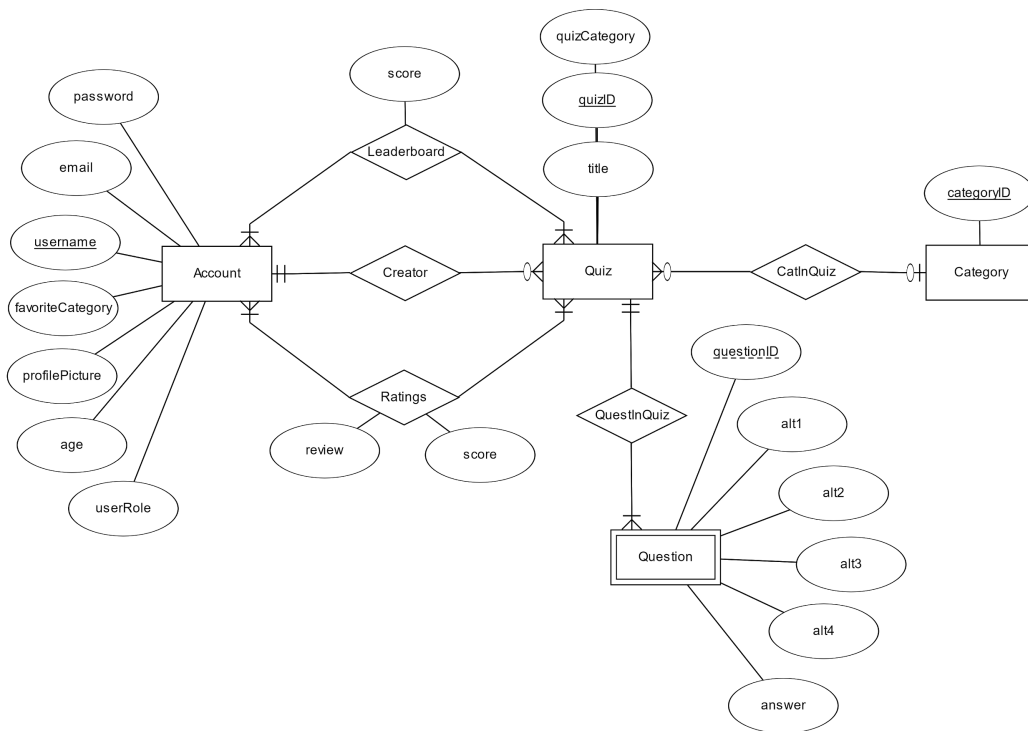 quizCategory
score
password
quizID
Leaderboard
email
title
categoryID
username
Account
Creator
Quiz
CatInQuiz
Category
favoriteCategory
questionID
profilePicture
Ratings
QuestInQuiz
alt1
age
review
score
alt2
userRole
Question
alt3
alt4
answer